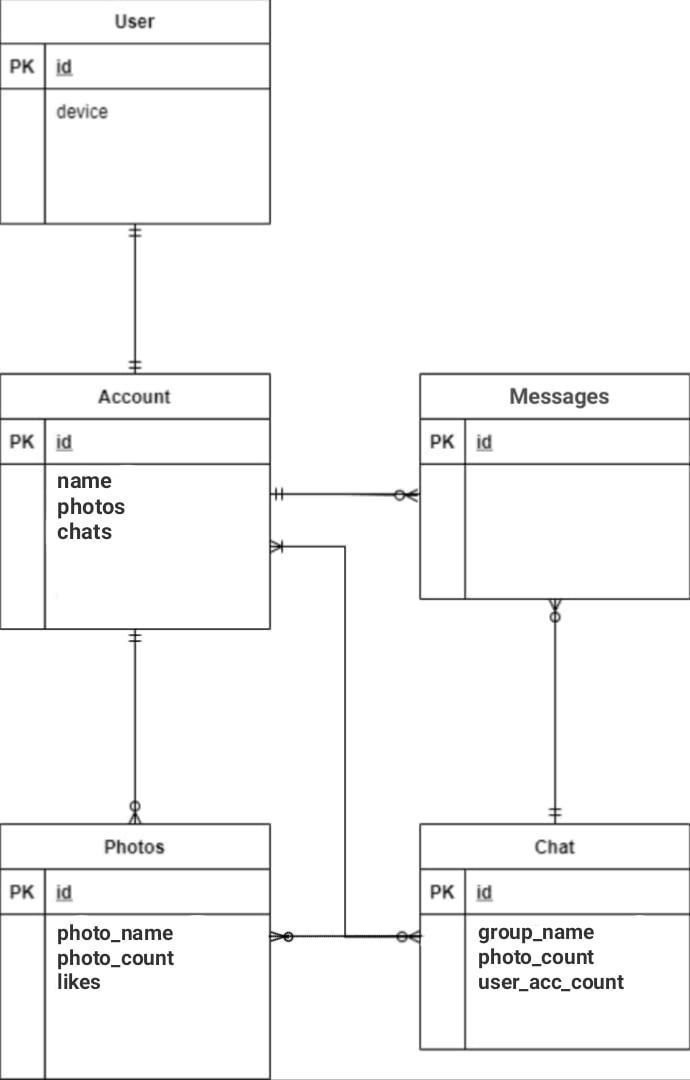 User
PK id
device
Account
PK id
name
photos
chats
Messages
PK id
Photos
PK id
photo_name
photo_count
likes
Chat
PK id
group_name
photo_count
user_acc_count